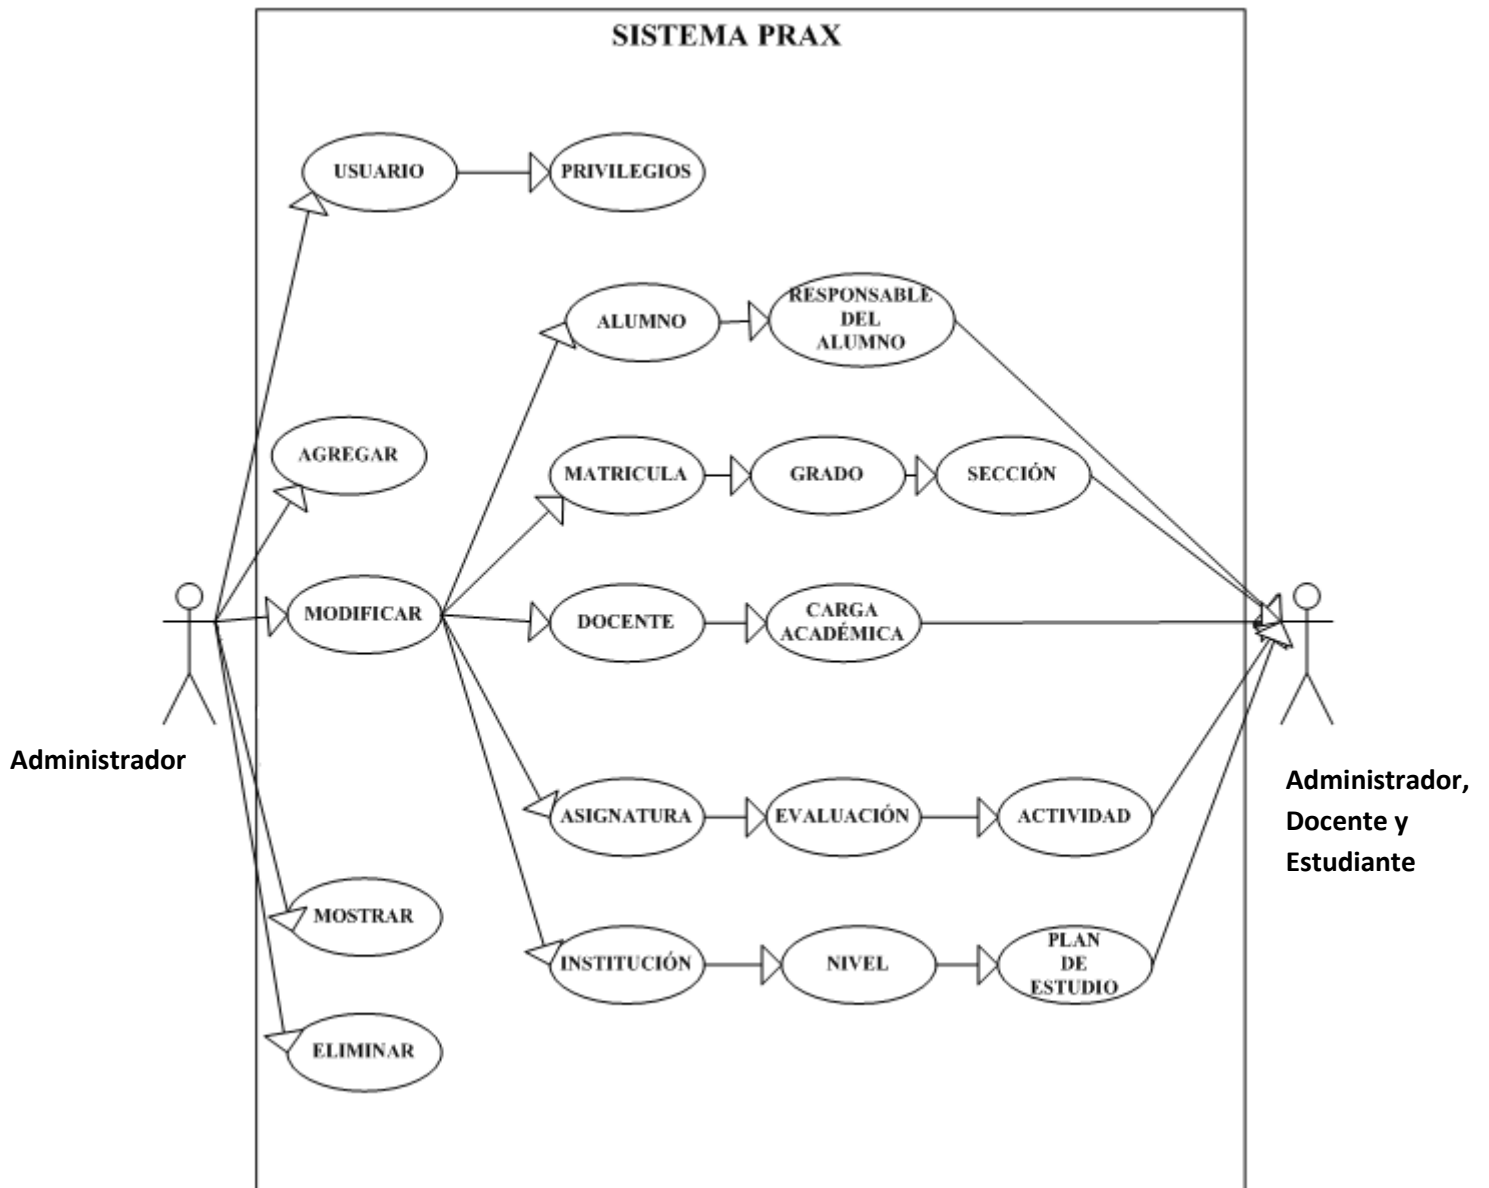 SISTEMA PRAX
USUARIO
PRIVILEGIOS
ALUMNO
RESPONSABLE
DEL
ALUMNO
AGREGAR
MATRICULA
GRADO
SECCIÓN
MODIFICAR
DOCENTE
CARGA
ACADÉMICA
Administrador
Administrador,
Docente y
Estudiante
ASIGNATURA
EVALUACIÓN
ACTIVIDAD
MOSTRAR
INSTITUCIÓN
NIVEL
PLAN
DE
ESTUDIO
ELIMINAR